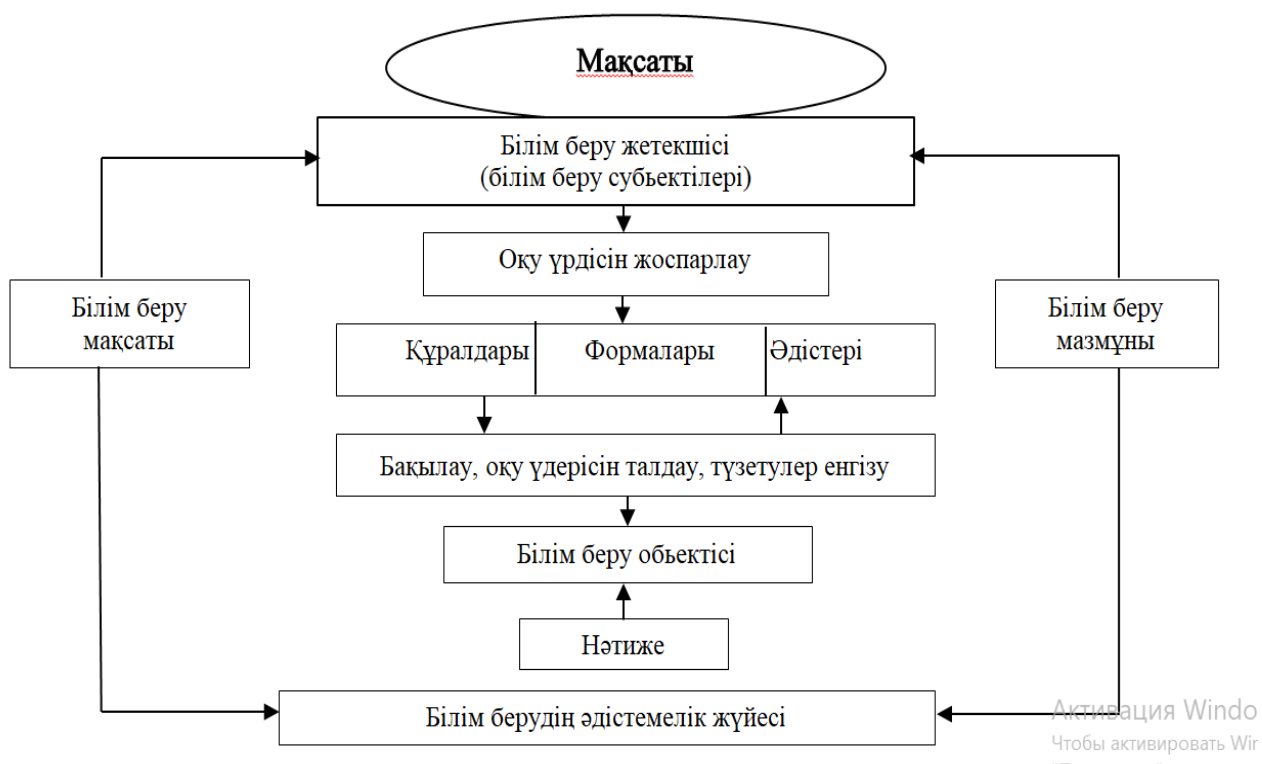 Мақсаты
Білім беру жетекшісі
(білім беру субьектілері)
Оқу үрдісін жоспарлау
Білім беру
мақсаты
Білім беру
мазмұны
Құралдары Формалары Әдістері
Бақылау, оқу үдерісін талдау, түзетулер енгізу
Білім беру обьектісі
Нәтиже
Білім берудің әдістемелік жүйесі
Активация Windo
Чтобы активировать Wir